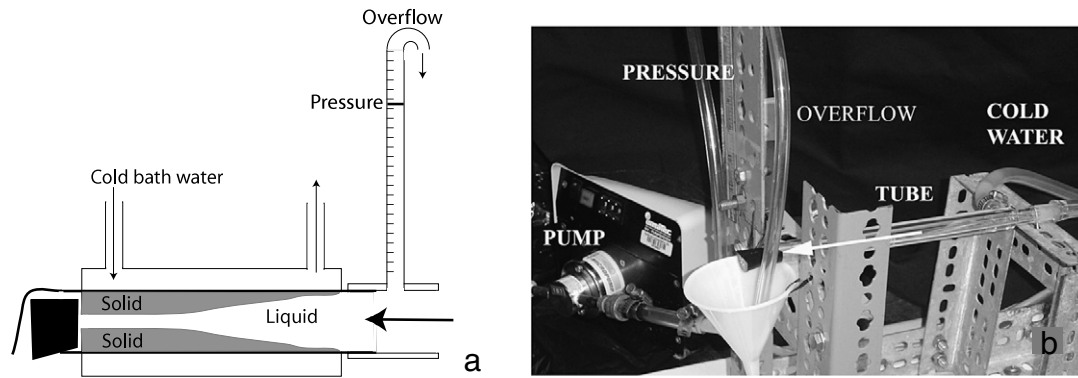 Overflow
Pressure
Cold bath water
Solid
Liquid
Solid
a
PRESSURE
OVERFLOW
COLD
WATER
TUBE
PUMP
b